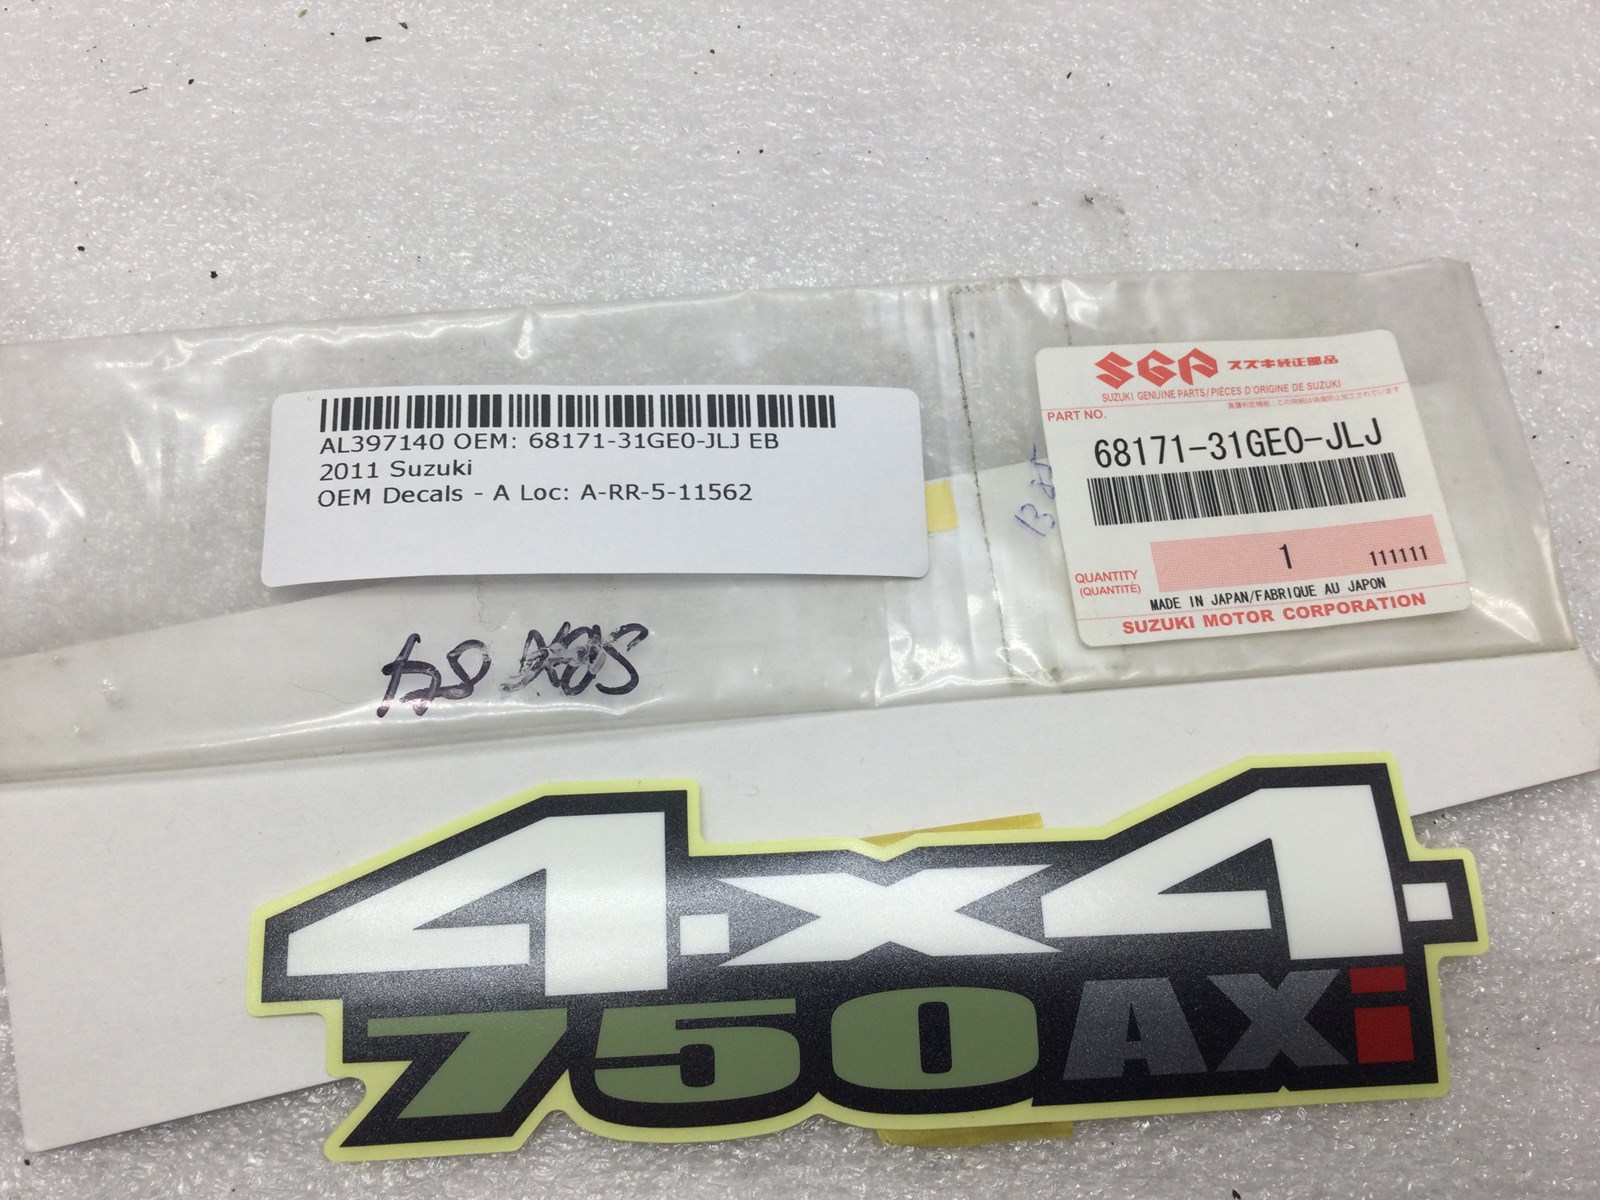 AL397140 OEM: 68171-31GE0-JLJ EB
2011 Suzuki
OEM Decals - A Loc: A-RR-5-11562
SGP スズキ純正部品
SUZUKI GENUINE PARTS/PIÈCES D'ORIGINE DE SUZUKI
PART NO.
68171-31GE0-JLJ
1 111111
QUANTITY
(QUANTITÉ)
MADE IN JAPAN/FABRIQUE AU JAPON
SUZUKI MOTOR CORPORATION
4x4
750AXi